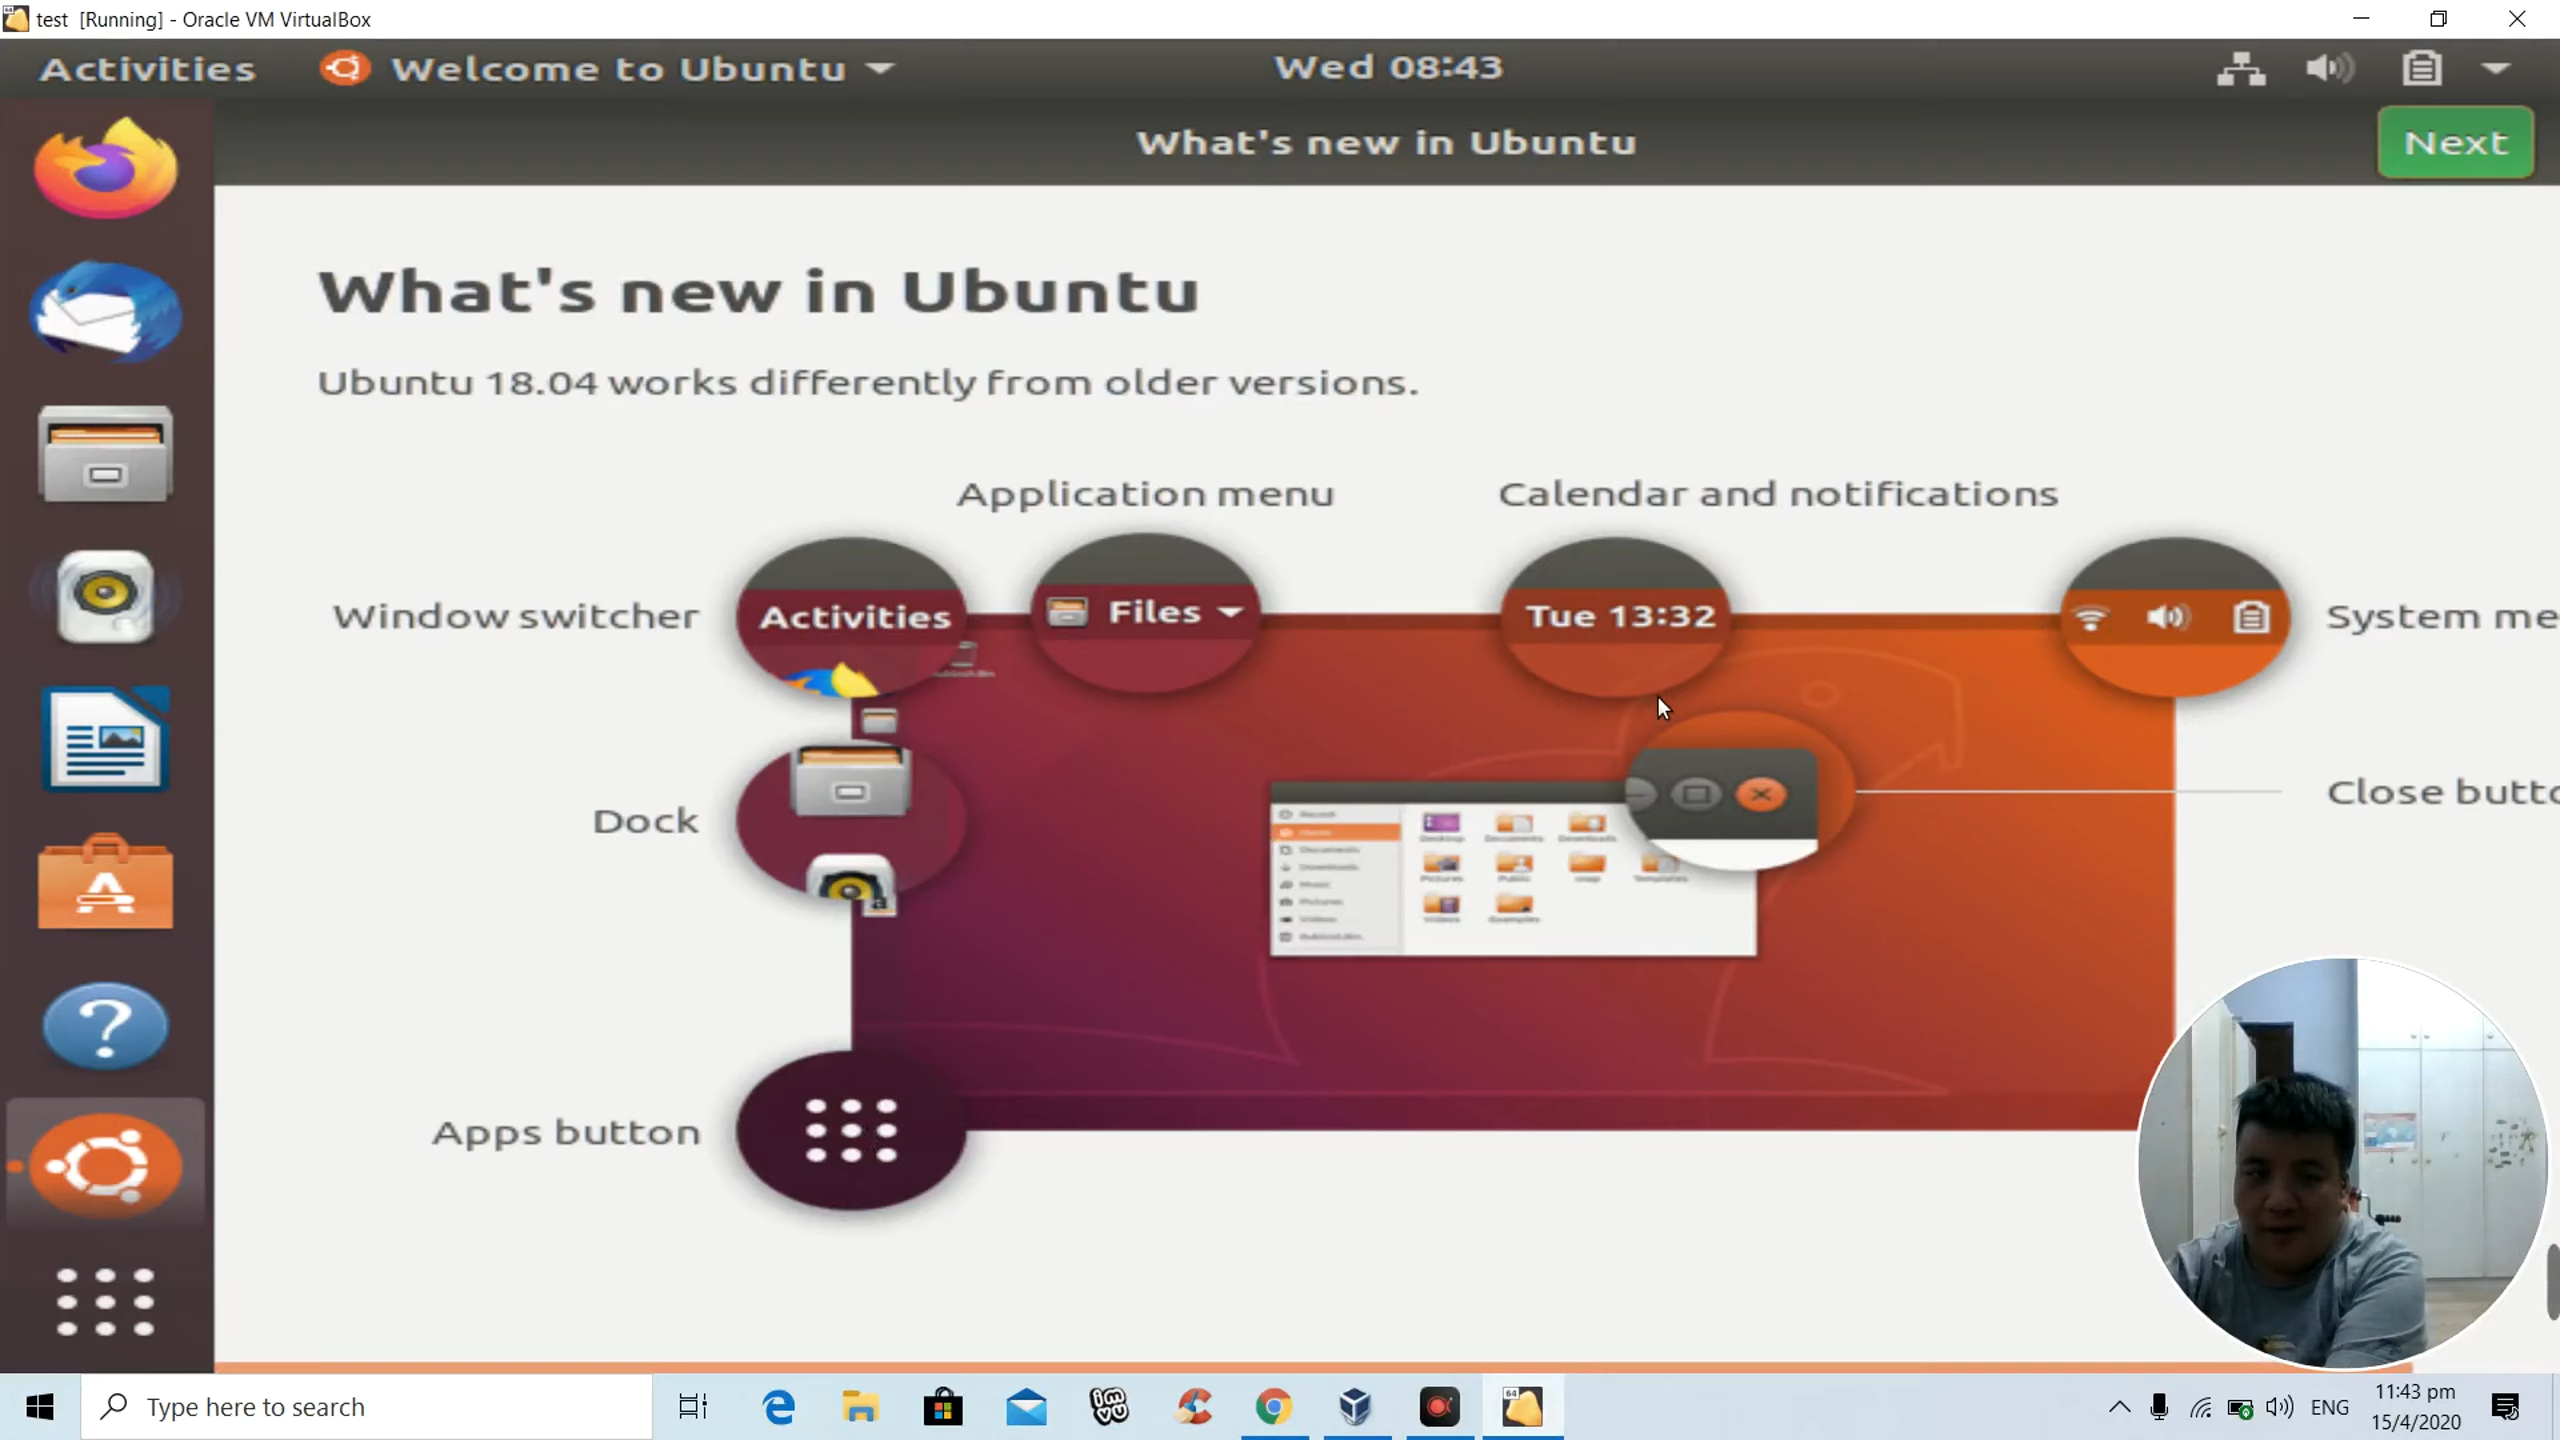 test [Running] - Oracle VM VirtualBox
Activities Welcome to Ubuntu Wed 08:43
What's new in Ubuntu Next
What's new in Ubuntu
Ubuntu 18.04 works differently from older versions.
Application menu Calendar and notifications
Window switcher Activities Files Tue 13:32 System me
Close butto
Dock
Apps button
Type here to search
ENG
11:43 pm
15/4/2020